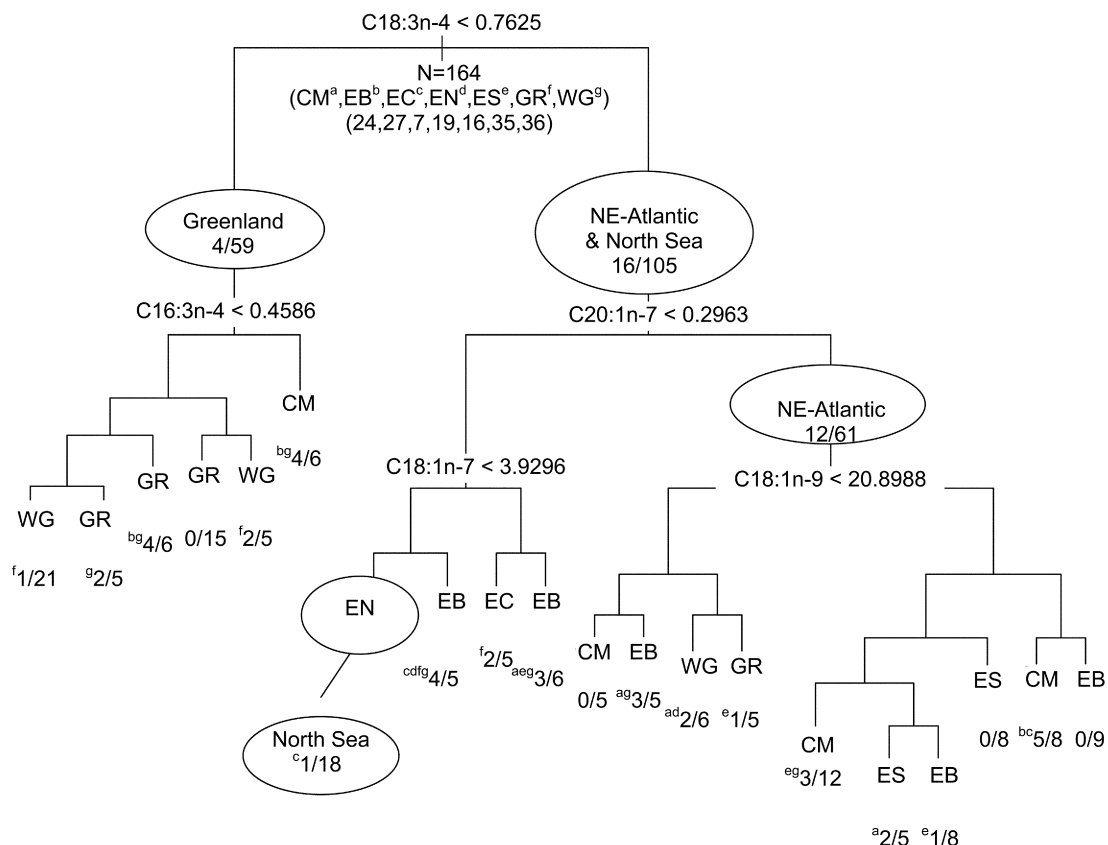 C18:3n-4 < 0.7625
N=164
(CMᵃ,EBᵇ,ECᶜ,ENᵈ,ESᵉ,GRᶠ,WGᵍ)
(24,27,7,19,16,35,36)
Greenland
4/59
NE-Atlantic
& North Sea
16/105
C16:3n-4 < 0.4586
C20:1n-7 < 0.2963
CM
ᵇᵍ4/6
NE-Atlantic
12/61
GR
ᵇᵍ4/6
GR
0/15
WG
ᶠ2/5
WG
ᶠ1/21
GR
ᵍ2/5
C18:1n-7 < 3.9296
C18:1n-9 < 20.8988
EN
North Sea
ᶜ1/18
EB
ᶜᵈᶠᵍ4/5
EC
ᶠ2/5
EB
ᵃᵉᵍ3/6
CM
0/5
EB
ᵃᵍ3/5
WG
ᵃᵈ2/6
GR
ᵉ1/5
CM
ᵉᵍ3/12
ES
ᵃ2/5
EB
ᵉ1/8
ES
0/8
CM
ᵇᶜ5/8
EB
0/9